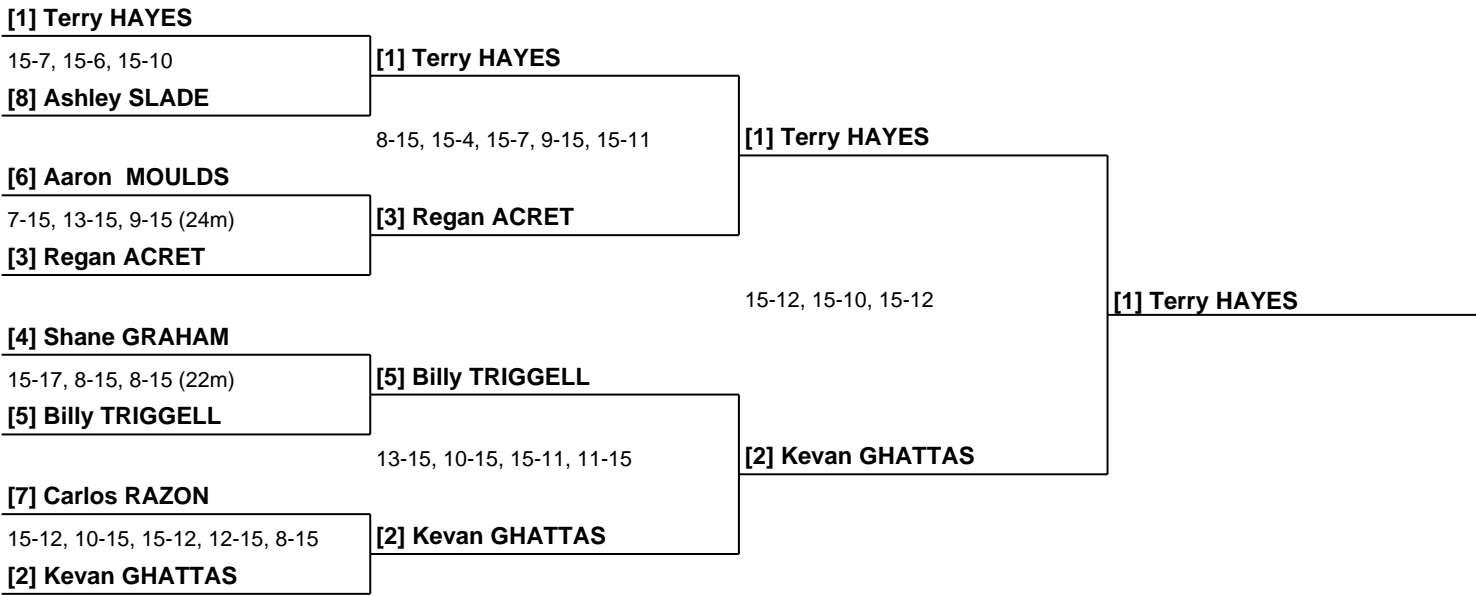 [1] Terry HAYES
15-7, 15-6, 15-10
[8] Ashley SLADE
[6] Aaron  MOULDS
7-15, 13-15, 9-15 (24m)
[3] Regan ACRET
[4] Shane GRAHAM
15-17, 8-15, 8-15 (22m)
[5] Billy TRIGGELL
[7] Carlos RAZON
15-12, 10-15, 15-12, 12-15, 8-15
[2] Kevan GHATTAS
[1] Terry HAYES
8-15, 15-4, 15-7, 9-15, 15-11
[3] Regan ACRET
[5] Billy TRIGGELL
13-15, 10-15, 15-11, 11-15
[2] Kevan GHATTAS
[1] Terry HAYES
15-12, 15-10, 15-12
[2] Kevan GHATTAS
[1] Terry HAYES